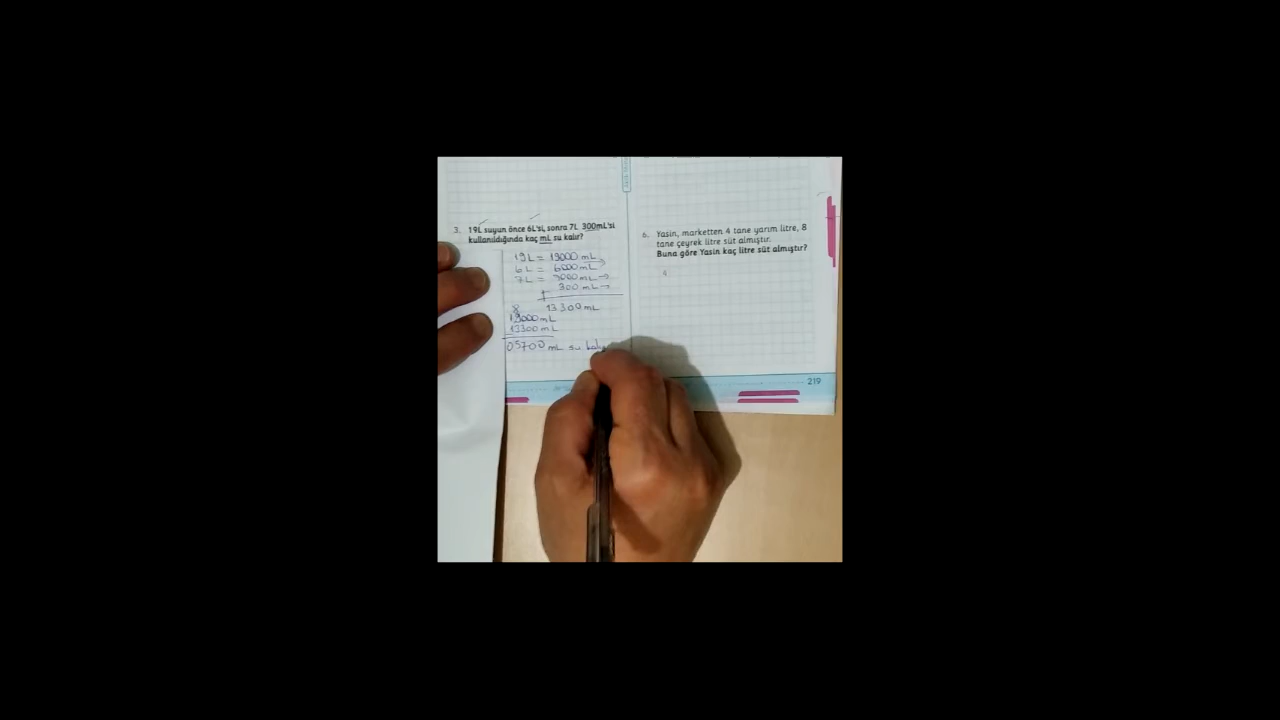 3. 19L suyun önce 6L'si, sonra 7L 300mL'si
kullanıldığında kaç mL su kalır?
19L = 19000 mL
6L = 6000 mL
7L = 7000 mL →
300 mL →
+
13300 mL
8
19000 mL
13300 mL
05700 mL su
6. Yasin, marketten 4 tane yarım litre, 8
tane çeyrek litre süt almıştır.
Buna göre Yasin kaç litre süt almıştır?
219